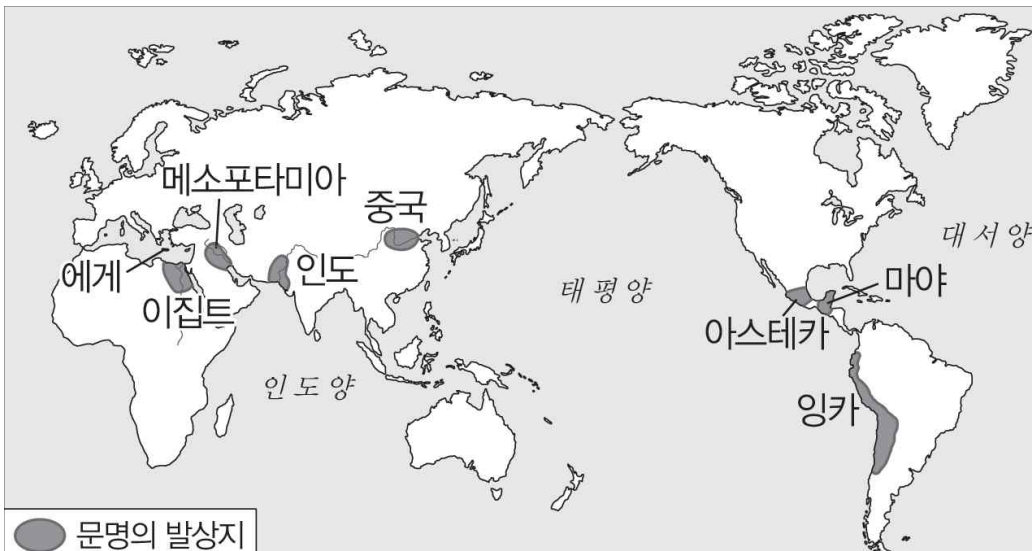 메소포타미아
중국
에게
인도
이집트
인도양
태평양
대서양
마야
아스테카
잉카
문명의 발상지